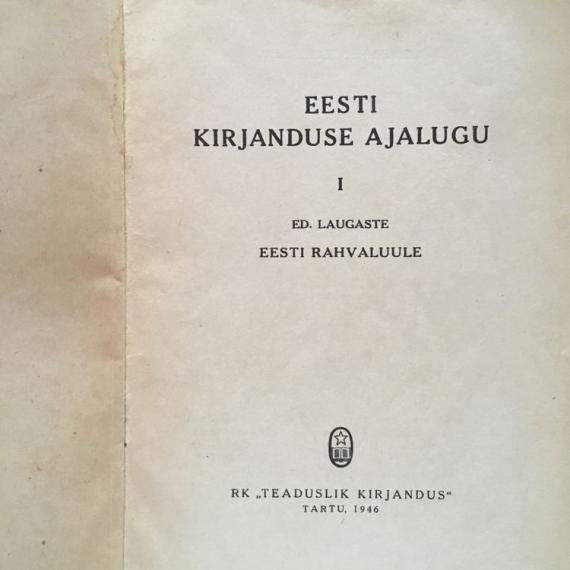 EESTI
KIRJANDUSE AJALUGU
I
ED. LAUGASTE
EESTI RAHVALUULE
RK „TEADUSLIK KIRJANDUS“
TARTU, 1946